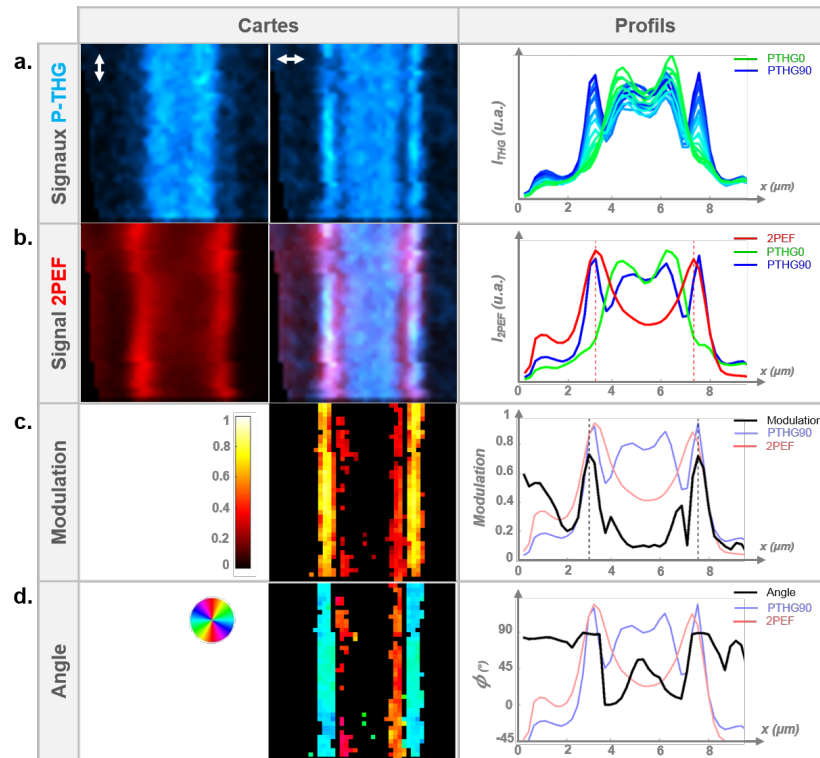 Cartes
Profils
a.
Signaux P-THG
PTHG0
PTHG90
I_THG (u.a.)
x (µm)
0 2 4 6 8
b.
Signal 2PEF
2PEF
PTHG0
PTHG90
I_2PEF (u.a.)
x (µm)
0 2 4 6 8
c.
Modulation
1
0.8
0.6
0.4
0.2
0
Modulation
PTHG90
2PEF
Modulation
1
0.8
0.6
0.4
0.2
0
x (µm)
0 2 4 6 8
d.
Angle
Angle
PTHG90
2PEF
ϕ (°)
90
45
0
-45
x (µm)
0 2 4 6 8